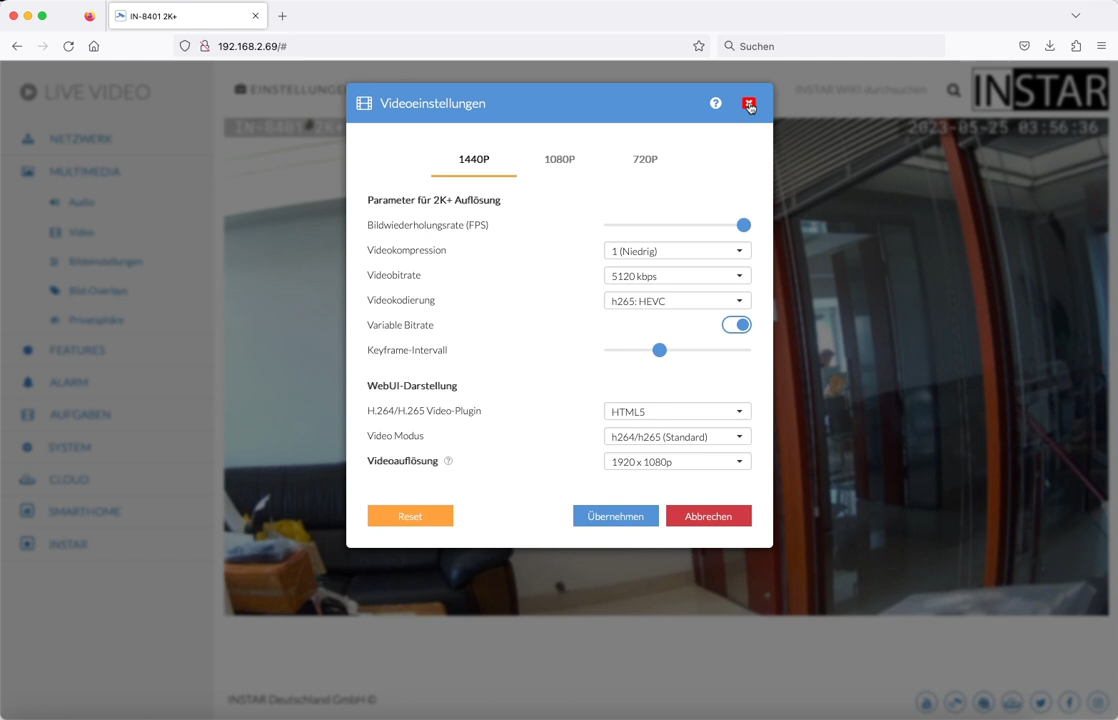 IN-8401 2K+
192.168.2.69/#
Suchen
LIVE VIDEO
EINSTELLUNGEN
INSTAR WIKI durchsuchen
INSTAR
NETZWERK
MULTIMEDIA
Audio
Video
Bildeinstellungen
Bild-Overlays
Privatsphäre
FEATURES
ALARM
AUFGABEN
SYSTEM
CLOUD
SMARTHOME
INSTAR
IN-8401 2K+
2023-05-25 03:56:36
Videoeinstellungen
1440P 1080P 720P
Parameter für 2K+ Auflösung
Bildwiederholungsrate (FPS)
Videokompression 1 (Niedrig)
Videobitrate 5120 kbps
Videokodierung h265: HEVC
Variable Bitrate
Keyframe-Intervall
WebUI-Darstellung
H.264/H.265 Video-Plugin HTML5
Video Modus h264/h265 (Standard)
Videoauflösung 1920 x 1080p
Reset Übernehmen Abbrechen
INSTAR Deutschland GmbH ©